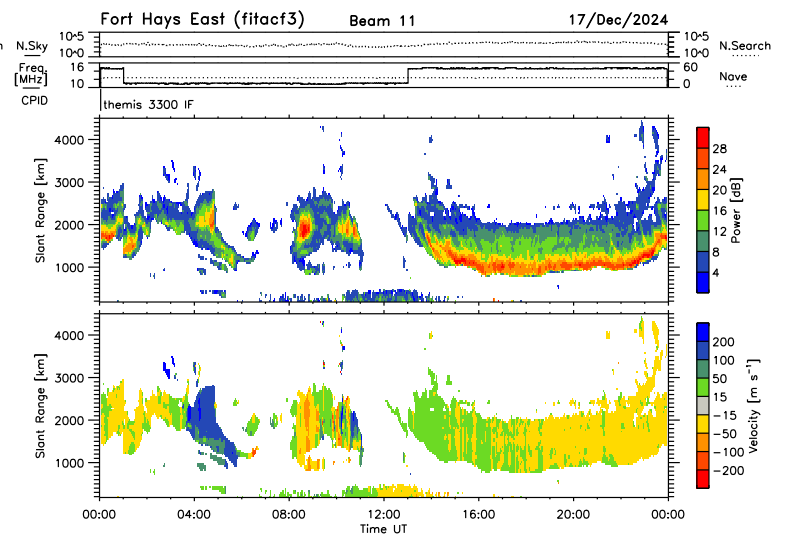 Fort Hays East (fitacf3) Beam 11 17/Dec/2024
n N.Sky 10^5 10^5 N.Search
10^0 10^0
Freq. 16 60 Nave
[MHz] 10 0
CPID themis 3300 IF
Slant Range [km]
4000
3000
2000
1000
Power [dB]
28
24
20
16
12
8
4
Slant Range [km]
4000
3000
2000
1000
Velocity [m s⁻¹]
200
100
50
15
−15
−50
−100
−200
00:00 04:00 08:00 12:00 16:00 20:00 00:00
Time UT